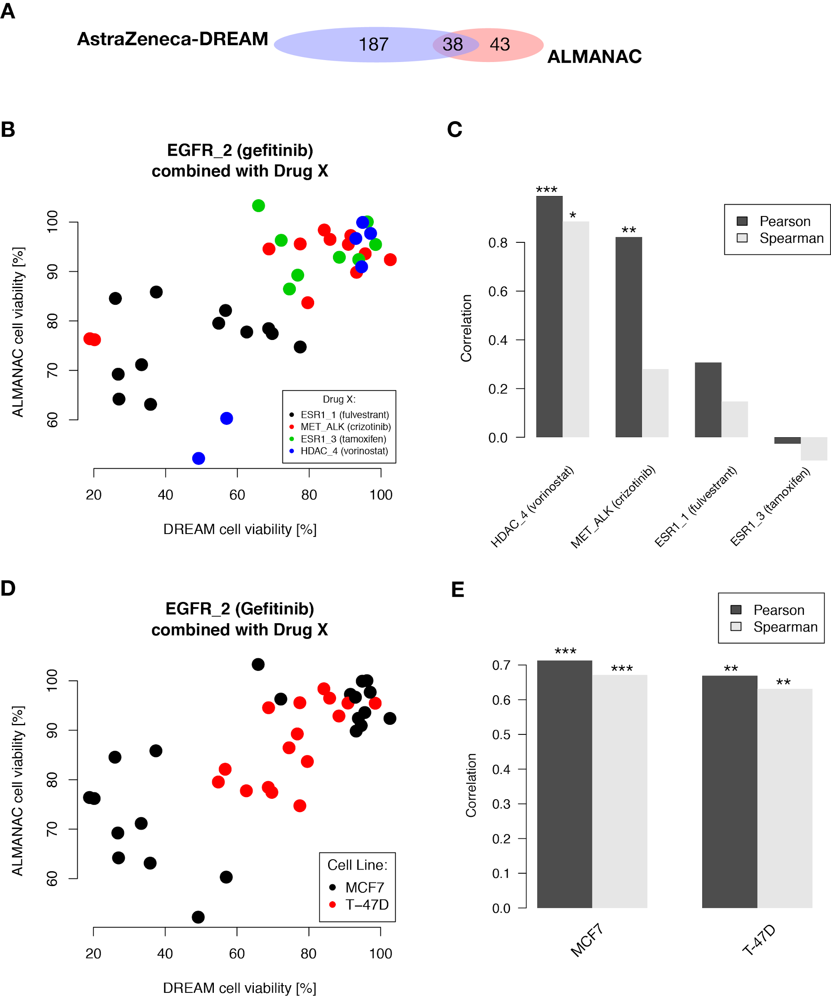 A
AstraZeneca-DREAM
187
38
43
ALMANAC
B
EGFR_2 (gefitinib)
combined with Drug X
ALMANAC cell viability [%]
100
90
80
70
60
20
40
60
80
100
DREAM cell viability [%]
Drug X:
ESR1_1 (fulvestrant)
MET_ALK (crizotinib)
ESR1_3 (tamoxifen)
HDAC_4 (vorinostat)
C
Correlation
0.8
0.6
0.4
0.2
0.0
***
*
**
Pearson
Spearman
HDAC_4 (vorinostat)
MET_ALK (crizotinib)
ESR1_1 (fulvestrant)
ESR1_3 (tamoxifen)
D
EGFR_2 (Gefitinib)
combined with Drug X
ALMANAC cell viability [%]
100
90
80
70
60
20
40
60
80
100
DREAM cell viability [%]
Cell Line:
MCF7
T−47D
E
Pearson
Spearman
Correlation
0.7
0.6
0.5
0.4
0.3
0.2
0.1
0.0
***
***
**
**
MCF7
T-47D